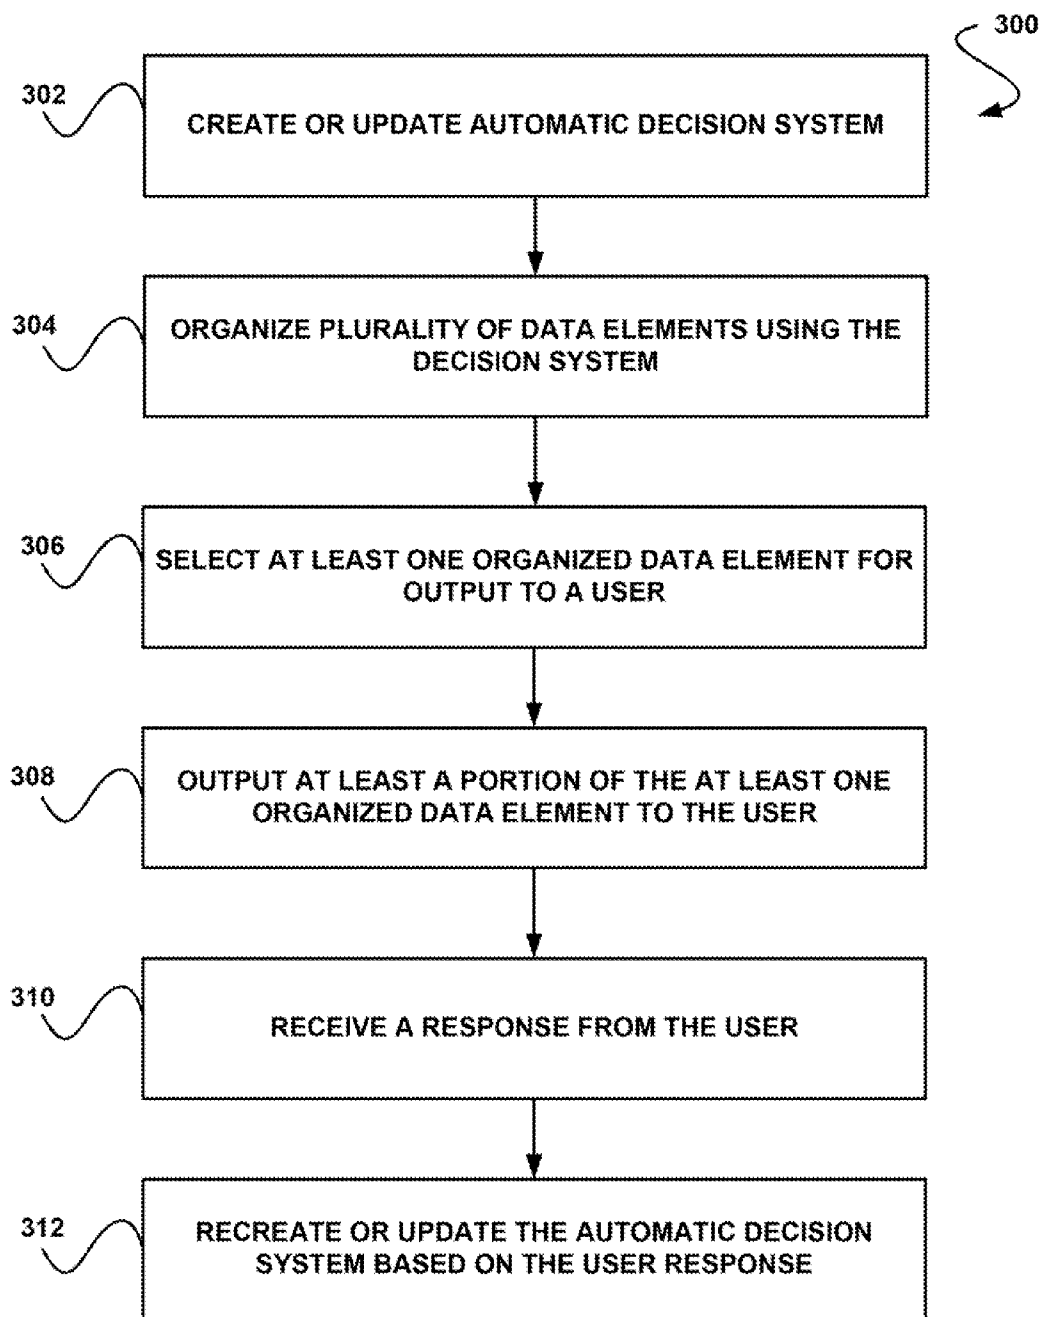 300
302
CREATE OR UPDATE AUTOMATIC DECISION SYSTEM
304
ORGANIZE PLURALITY OF DATA ELEMENTS USING THE
DECISION SYSTEM
306
SELECT AT LEAST ONE ORGANIZED DATA ELEMENT FOR
OUTPUT TO A USER
308
OUTPUT AT LEAST A PORTION OF THE AT LEAST ONE
ORGANIZED DATA ELEMENT TO THE USER
310
RECEIVE A RESPONSE FROM THE USER
312
RECREATE OR UPDATE THE AUTOMATIC DECISION
SYSTEM BASED ON THE USER RESPONSE